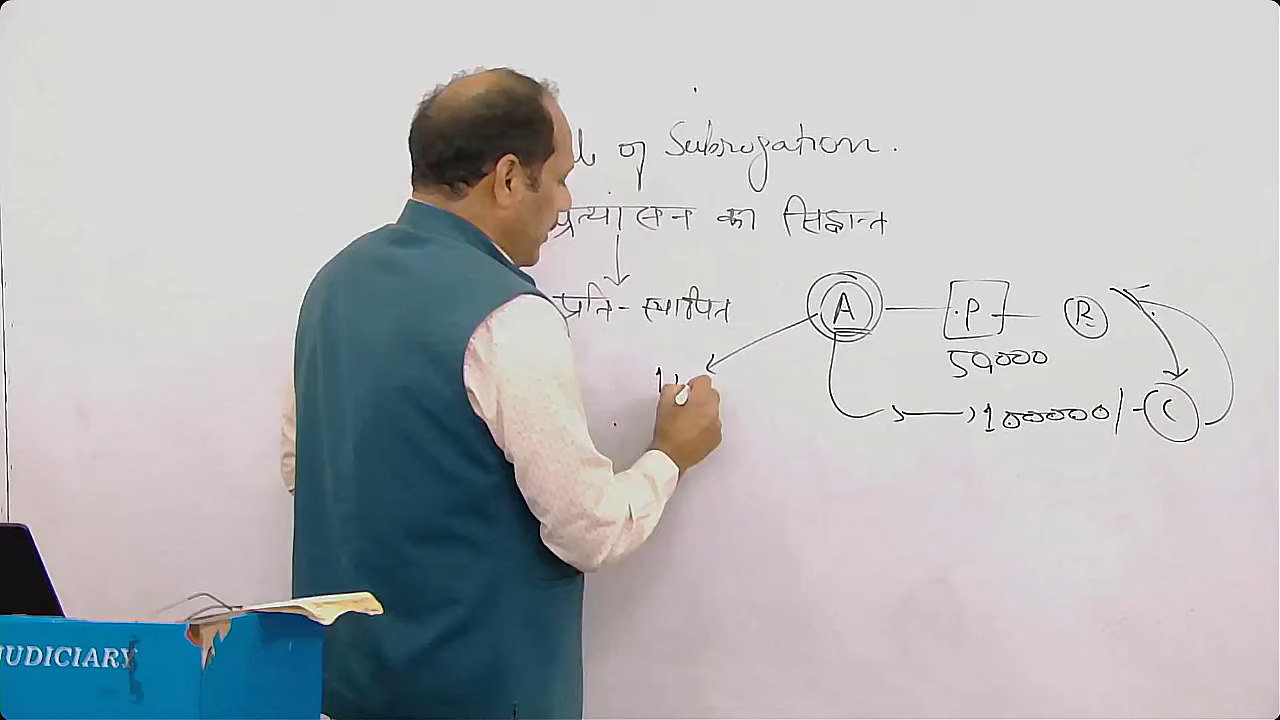 of Subrogation.
प्रत्यासन का सिद्धान्त
प्रति-स्थापित
A P B
50000
100000/- C
JUDICIARY